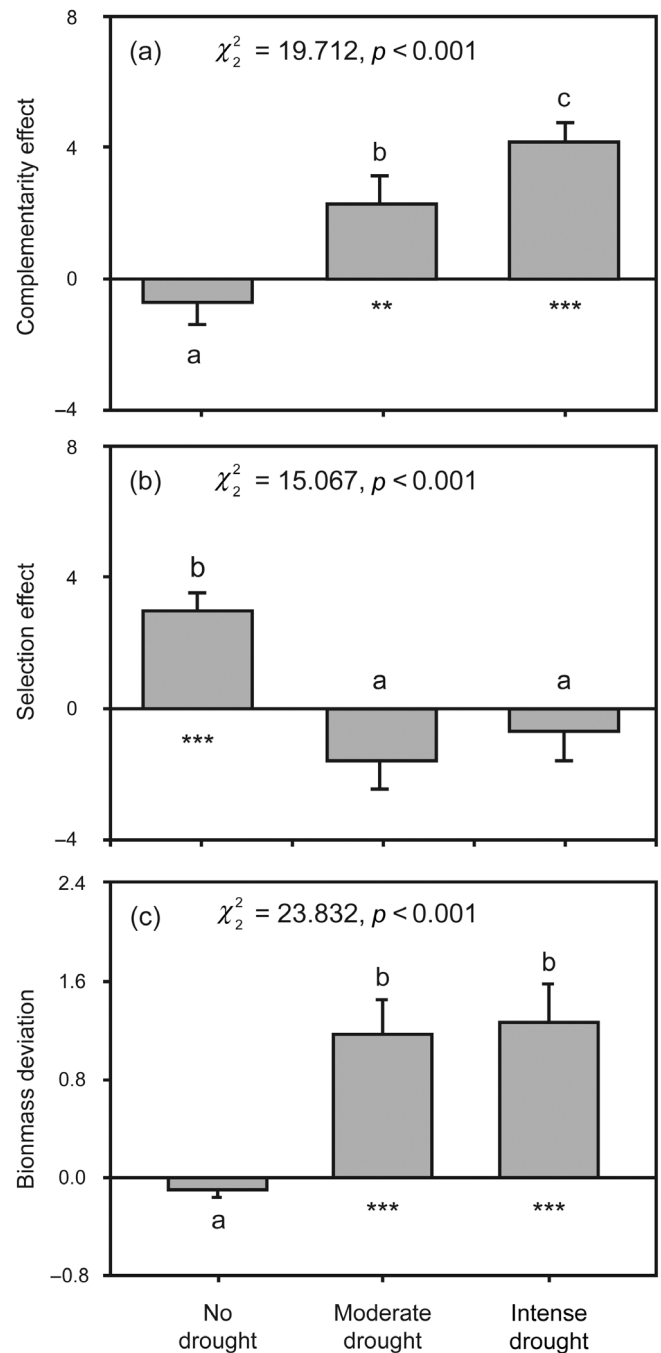 8
(a) χ²₂ = 19.712, p < 0.001
c
b
4
Complementarity effect
0
** ***
a
–4
8
(b) χ²₂ = 15.067, p < 0.001
b
4
Selection effect
a a
0
***
–4
2.4
(c) χ²₂ = 23.832, p < 0.001
b b
1.6
Bionmass deviation
0.8
0.0
a *** ***
–0.8
No Moderate Intense
drought drought drought